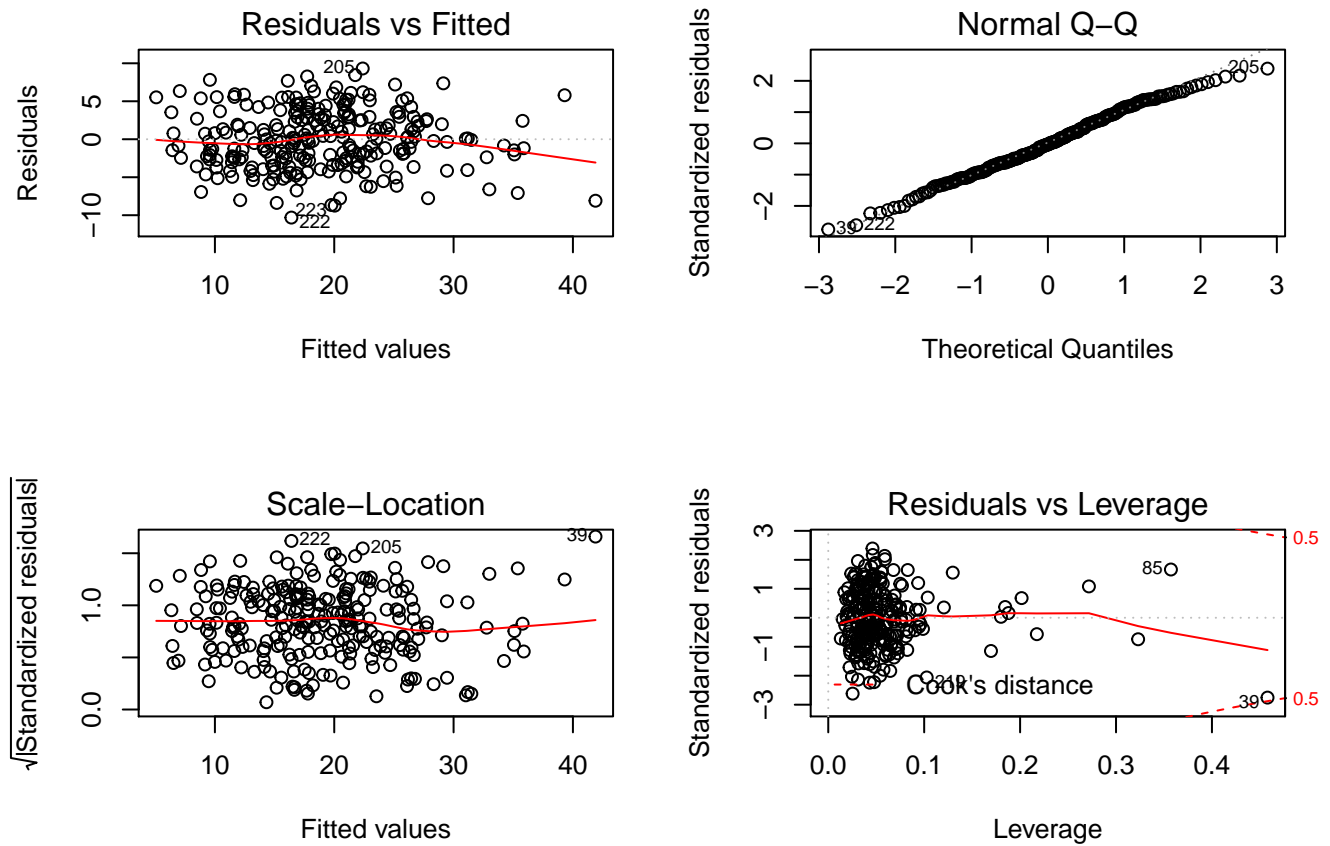 Residuals vs Fitted
Residuals
5
0
−10
10 20 30 40
Fitted values
205
223
222
Normal Q−Q
Standardized residuals
2
0
−2
−3 −2 −1 0 1 2 3
Theoretical Quantiles
205
39
222
Scale−Location
√|Standardized residuals|
1.0
0.0
10 20 30 40
Fitted values
222
205
39
Residuals vs Leverage
Standardized residuals
3
1
−1
−3
0.0 0.1 0.2 0.3 0.4
Leverage
0.5
85
Cook's distance
39
0.5